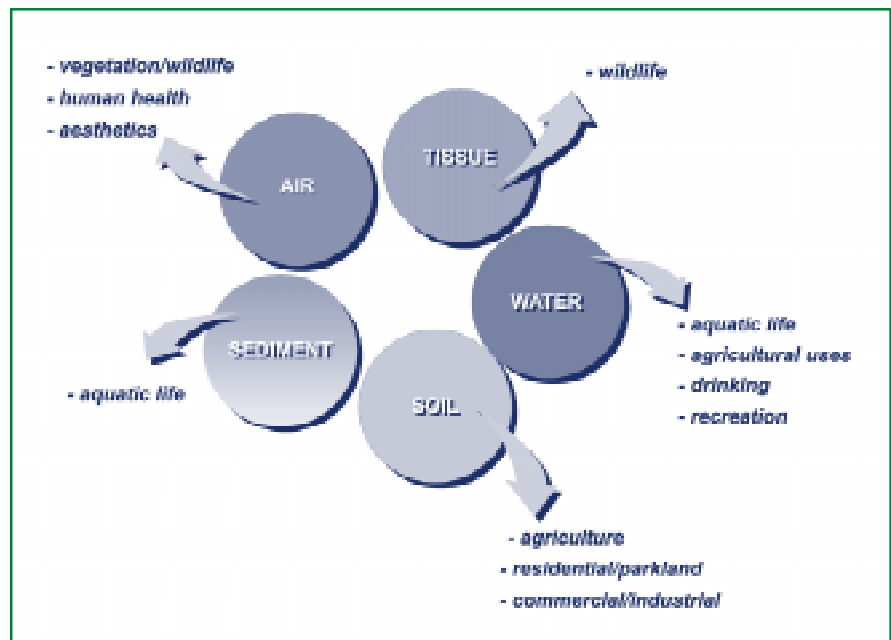 - vegetation/wildlife
- human health
- aesthetics
AIR
TISSUE
- wildlife
WATER
- aquatic life
- agricultural uses
- drinking
- recreation
SEDIMENT
- aquatic life
SOIL
- agriculture
- residential/parkland
- commercial/industrial